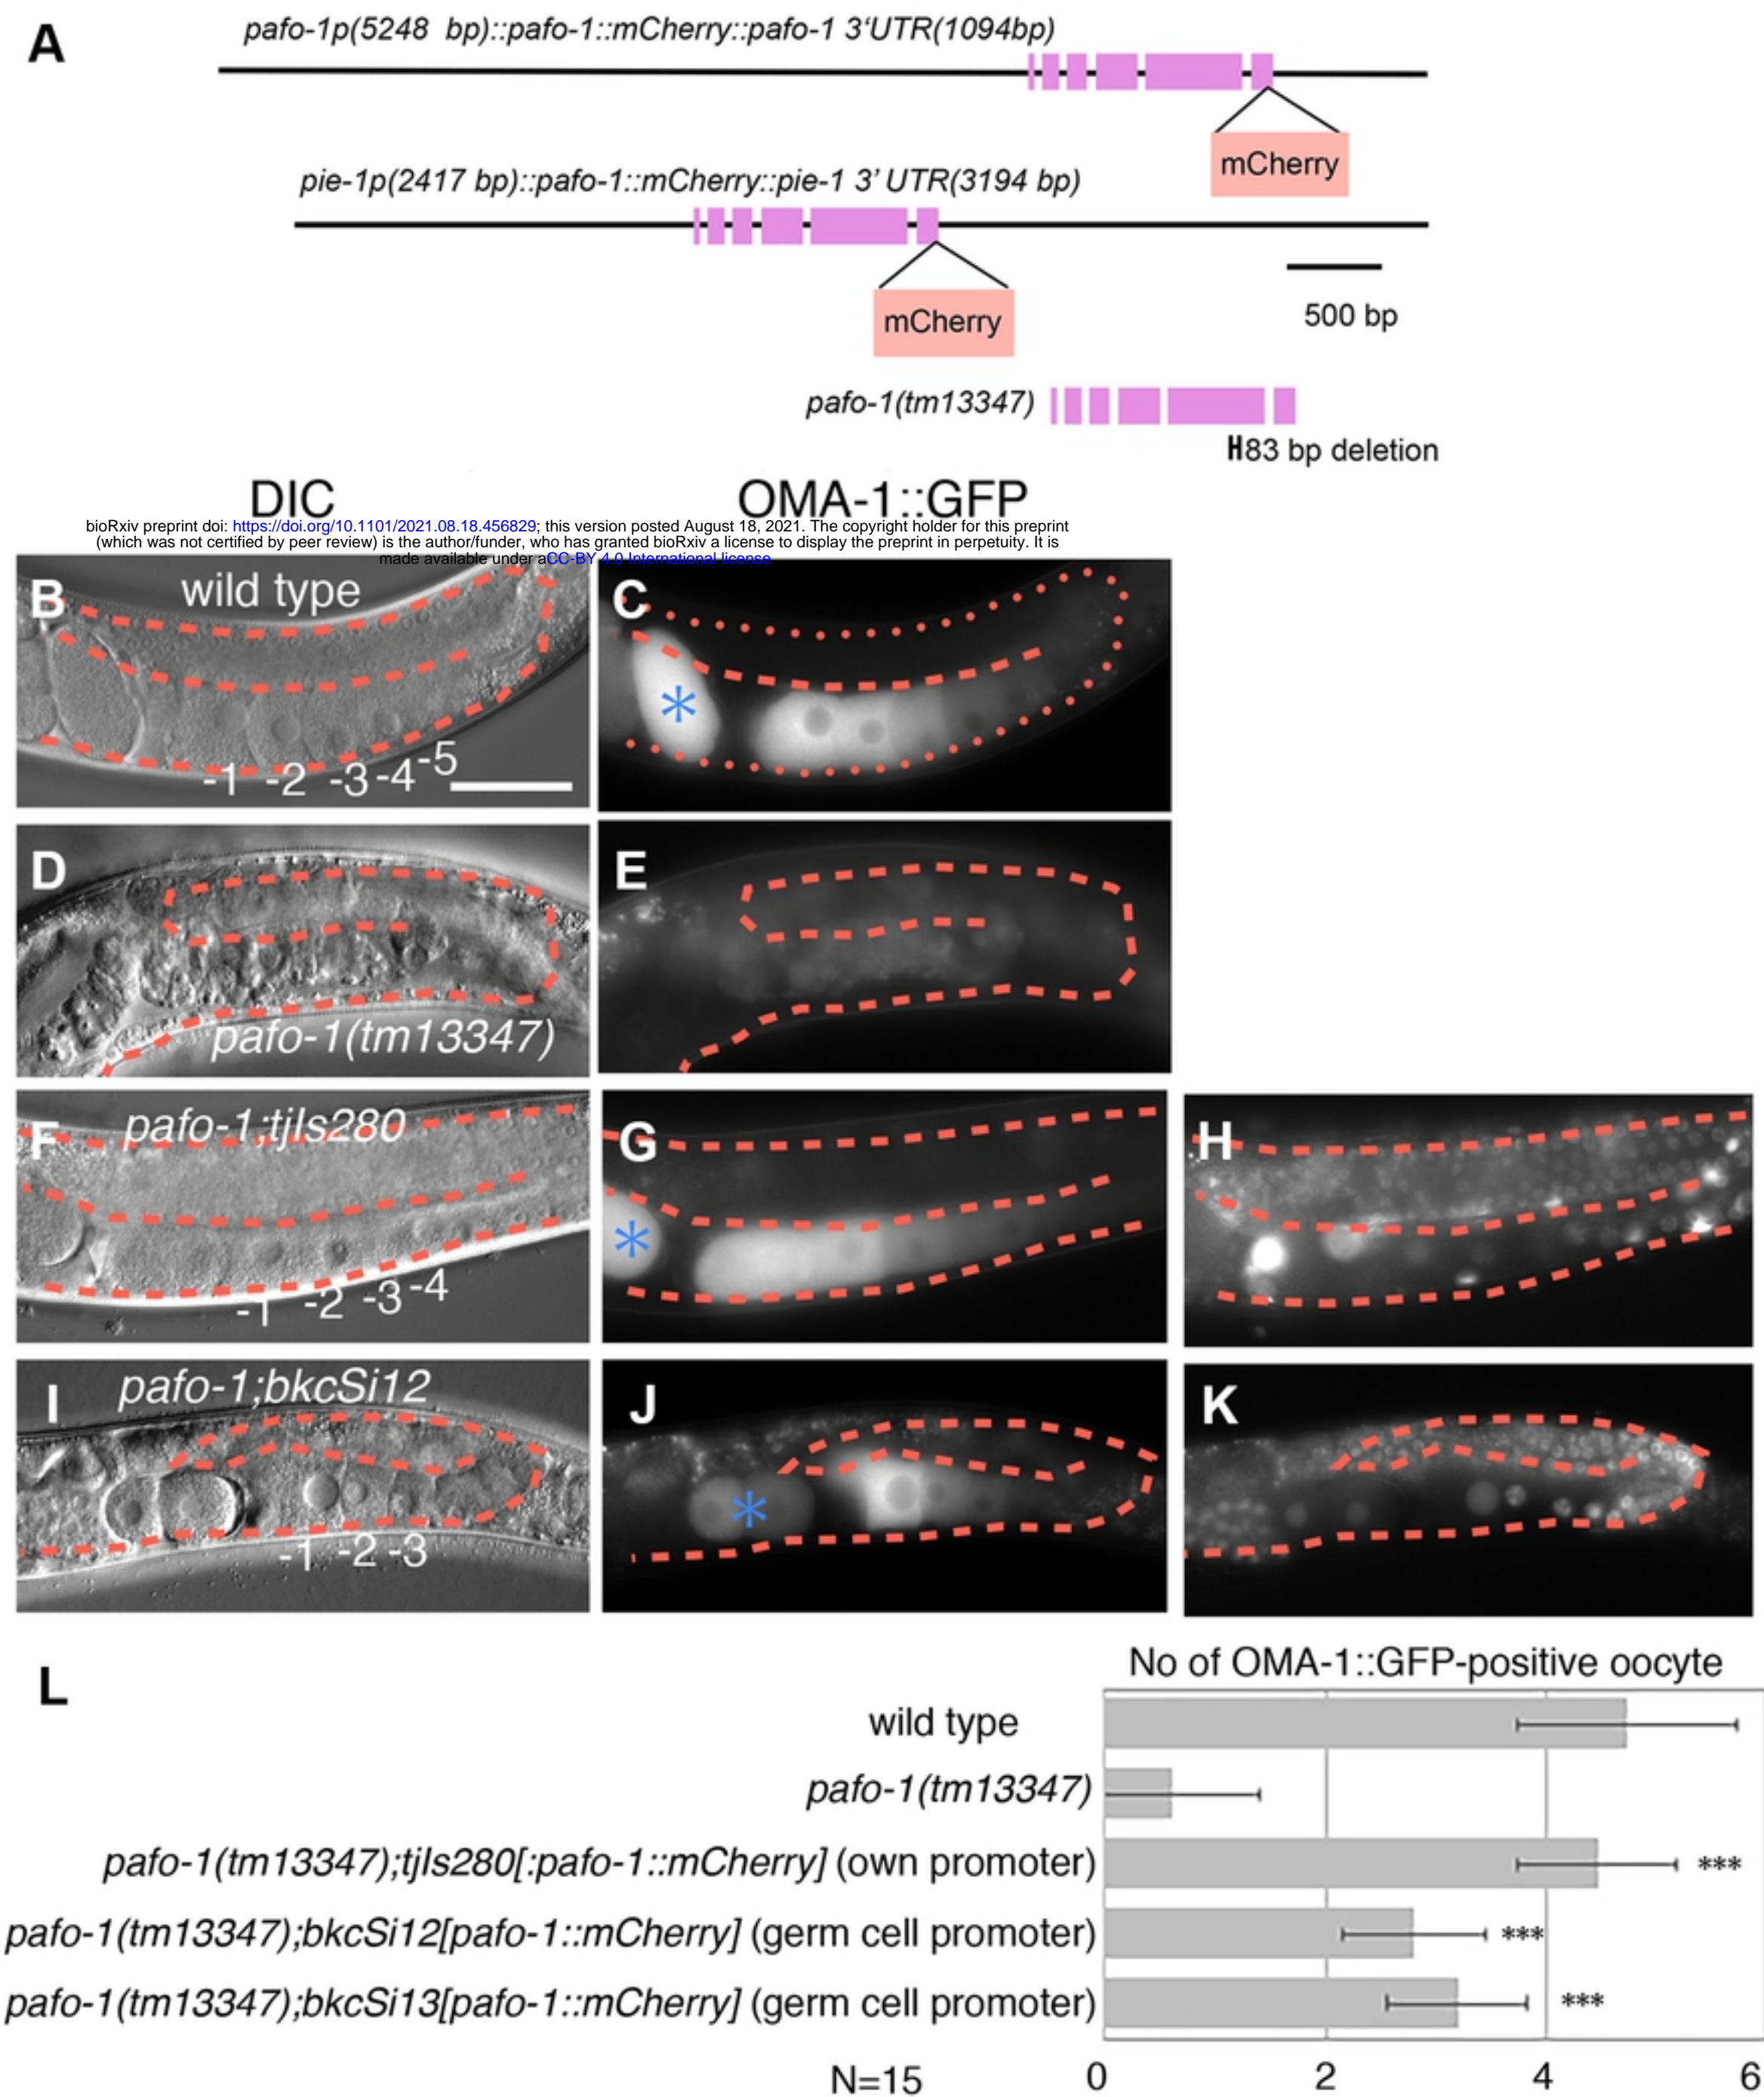 A
pafo-1p(5248 bp)::pafo-1::mCherry::pafo-1 3‘UTR(1094bp)
mCherry
pie-1p(2417 bp)::pafo-1::mCherry::pie-1 3’ UTR(3194 bp)
mCherry
500 bp
pafo-1(tm13347)
83 bp deletion
DIC
OMA-1::GFP
bioRxiv preprint doi: https://doi.org/10.1101/2021.08.18.456829; this version posted August 18, 2021. The copyright holder for this preprint
(which was not certified by peer review) is the author/funder, who has granted bioRxiv a license to display the preprint in perpetuity. It is
made available under aCC-BY 4.0 International license
B
wild type
-1 -2 -3 -4 -5
C
*
D
pafo-1(tm13347)
E
F
pafo-1;tjIs280
-1 -2 -3 -4
G
*
H
I
pafo-1;bkcSi12
-1 -2 -3
J
*
K
L
No of OMA-1::GFP-positive oocyte
wild type
pafo-1(tm13347)
pafo-1(tm13347);tjIs280[:pafo-1::mCherry] (own promoter)
***
pafo-1(tm13347);bkcSi12[pafo-1::mCherry] (germ cell promoter)
***
pafo-1(tm13347);bkcSi13[pafo-1::mCherry] (germ cell promoter)
***
N=15
0 2 4 6